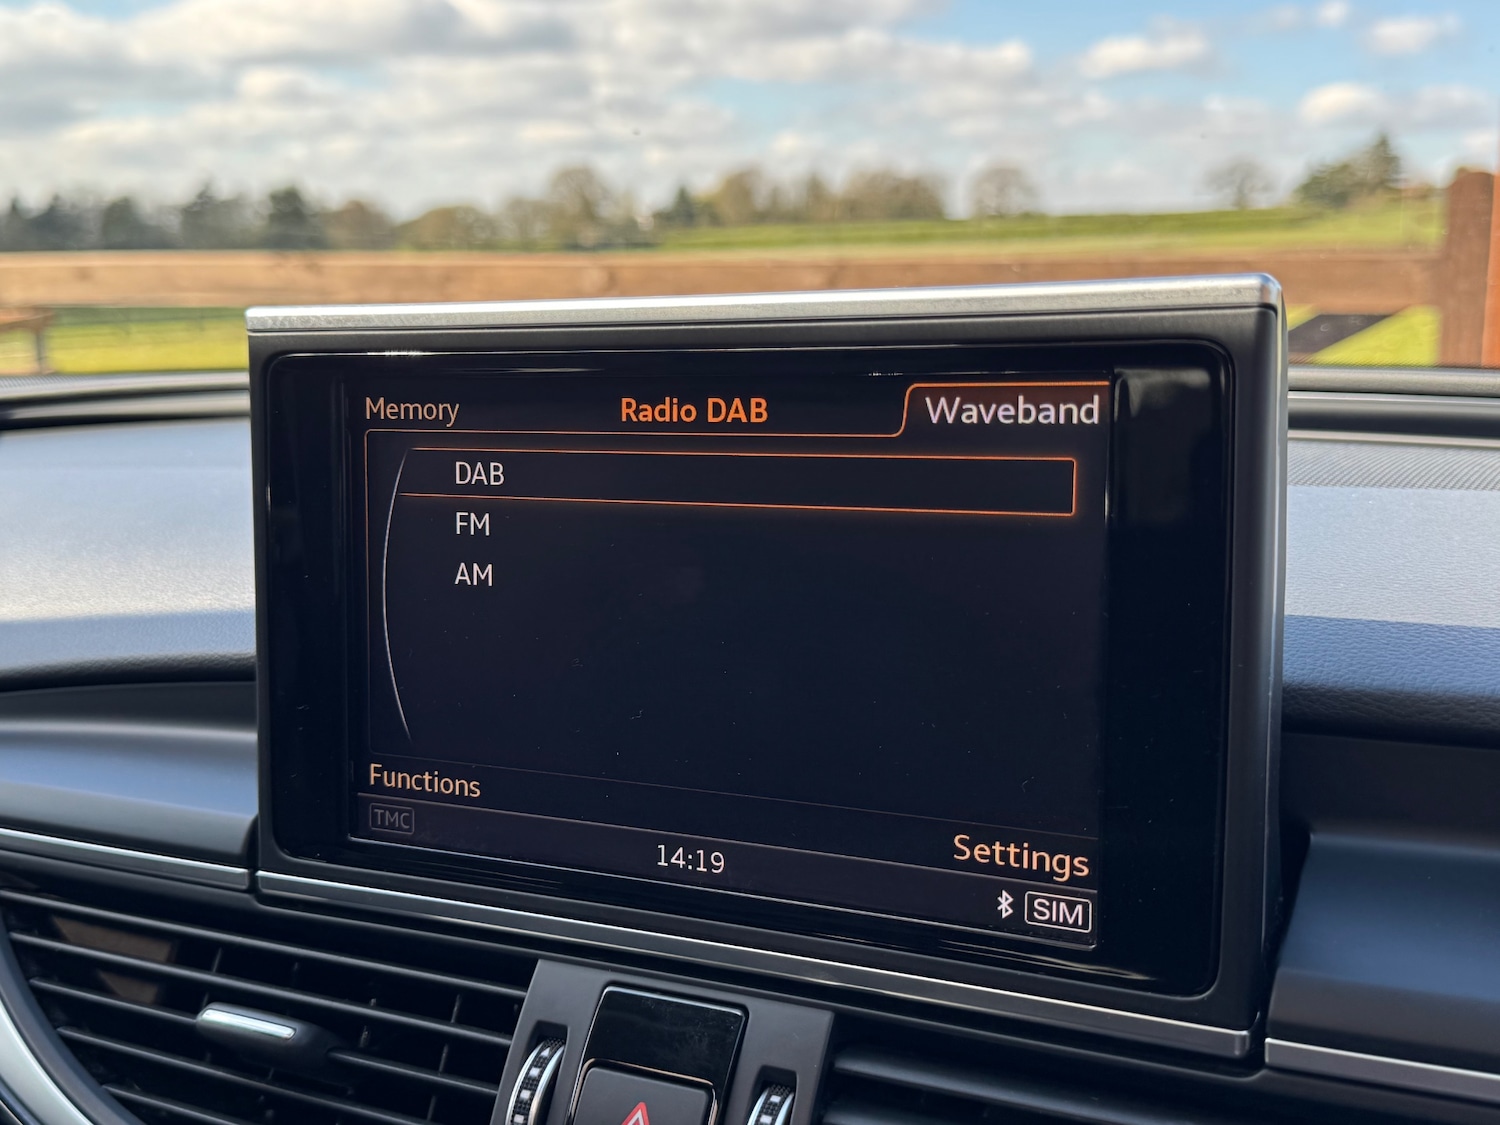 Memory
Radio DAB
Waveband
DAB
FM
AM
Functions
Settings
TMC
14:19
SIM